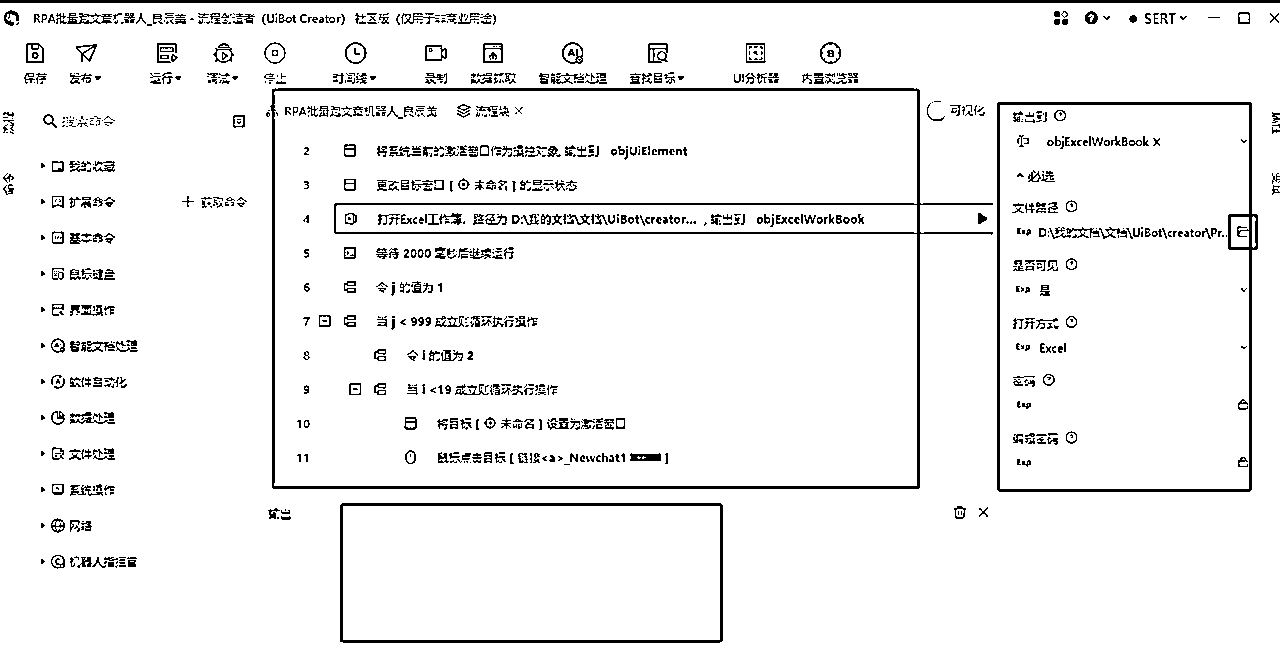 RPA批量跑文章机器人_良辰美 - 流程创造者 (UiBot Creator) 社区版 (仅用于非商业用途)
SERT
保存 发布 运行 调试 停止 时间线 录制 数据抓取 智能文档处理 查找目标 UI分析器 内置浏览器
搜索命令
我的收藏
扩展命令 获取命令
基本命令
鼠标键盘
界面操作
智能文档处理
软件自动化
数据处理
文件处理
系统操作
网络
机器人指挥官
RPA批量跑文章机器人_良辰美 流程块 ×
可视化
2 将系统当前的激活窗口作为操控对象, 输出到 objUiElement
3 更改目标窗口 [ 未命名 ] 的显示状态
4 打开Excel工作簿, 路径为 D:\我的文档\文档\UiBot\creator... , 输出到 objExcelWorkBook
5 等待 2000 毫秒后继续运行
6 令 j 的值为 1
7 当 j < 999 成立则循环执行操作
8 令 i 的值为 2
9 当 i <19 成立则循环执行操作
10 将目标 [ 未命名 ] 设置为激活窗口
11 鼠标点击目标 [ 链接<a>_Newchat1 ]
输出到
objExcelWorkBook X
必选
文件路径
Exp D:\我的文档\文档\UiBot\creator\Pr...
是否可见
Exp 是
打开方式
Exp Excel
密码
Exp
编辑密码
Exp
输出